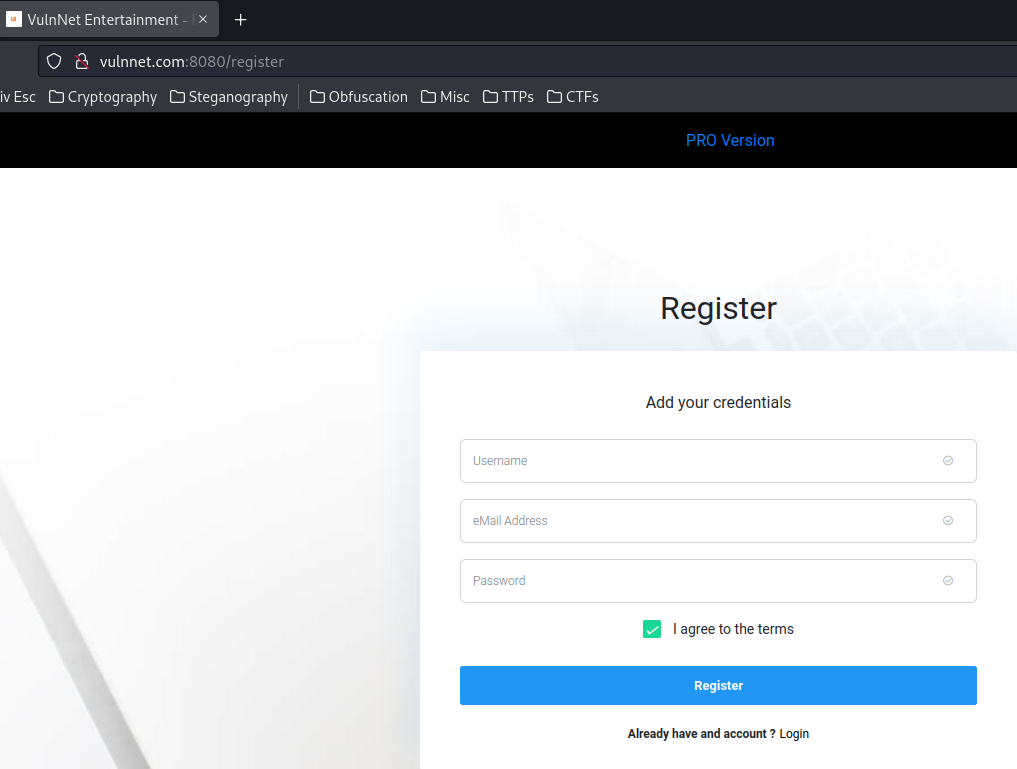 UI VulnNet Entertainment -
vulnnet.com:8080/register
iv Esc Cryptography Steganography Obfuscation Misc TTPs CTFs
PRO Version
Register
Add your credentials
Username
eMail Address
Password
I agree to the terms
Register
Already have and account ? Login